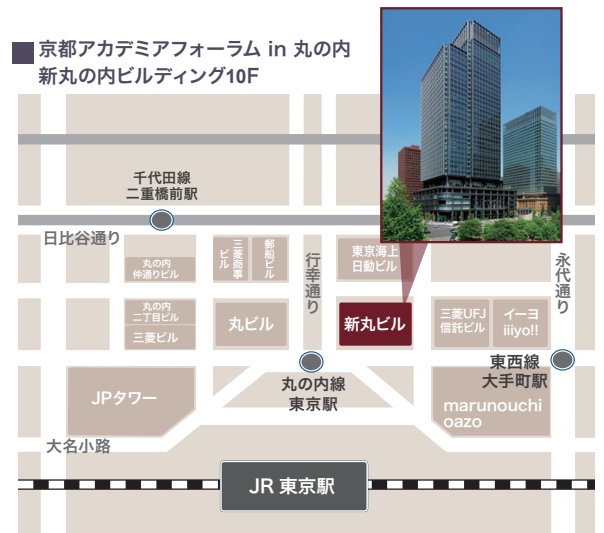 京都アカデミアフォーラム in 丸の内
新丸の内ビルディング10F
千代田線
二重橋前駅
日比谷通り
丸の内
仲通りビル
三菱商事
ビル
郵船ビル
行幸通り
東京海上
日動ビル
永代通り
丸の内
二丁目ビル
三菱ビル
丸ビル
新丸ビル
三菱UFJ
信託ビル
イーヨ
iiiyo!!
丸の内線
東京駅
東西線
大手町駅
JPタワー
marunouchi
oazo
大名小路
JR 東京駅